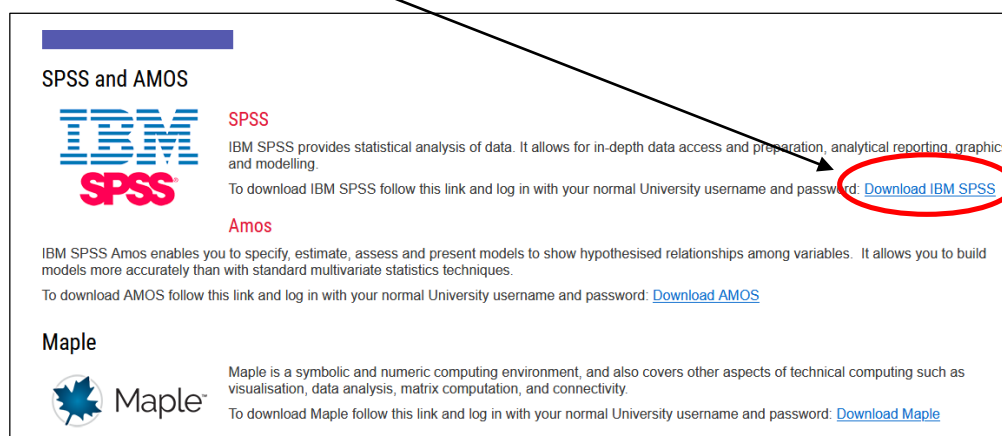 SPSS and AMOS
IBM
SPSS
SPSS
IBM SPSS provides statistical analysis of data. It allows for in-depth data access and preparation, analytical reporting, graphics
and modelling.
To download IBM SPSS follow this link and log in with your normal University username and password: Download IBM SPSS
Amos
IBM SPSS Amos enables you to specify, estimate, assess and present models to show hypothesised relationships among variables. It allows you to build
models more accurately than with standard multivariate statistics techniques.
To download AMOS follow this link and log in with your normal University username and password: Download AMOS
Maple
Maple
Maple is a symbolic and numeric computing environment, and also covers other aspects of technical computing such as
visualisation, data analysis, matrix computation, and connectivity.
To download Maple follow this link and log in with your normal University username and password: Download Maple